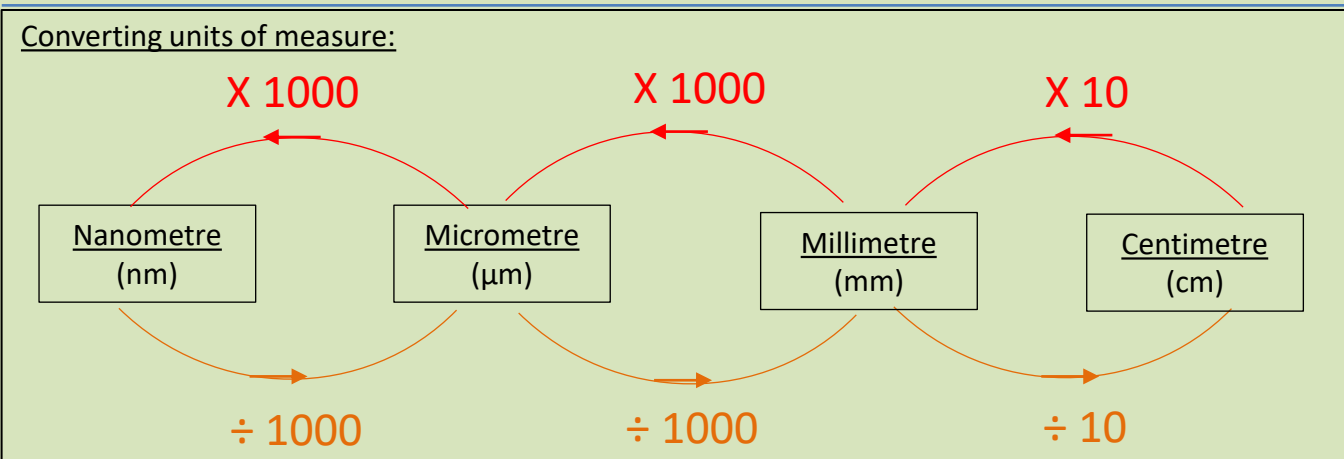 Converting units of measure:
X 1000
X 1000
X 10
Nanometre
(nm)
Micrometre
(µm)
Millimetre
(mm)
Centimetre
(cm)
÷ 1000
÷ 1000
÷ 10